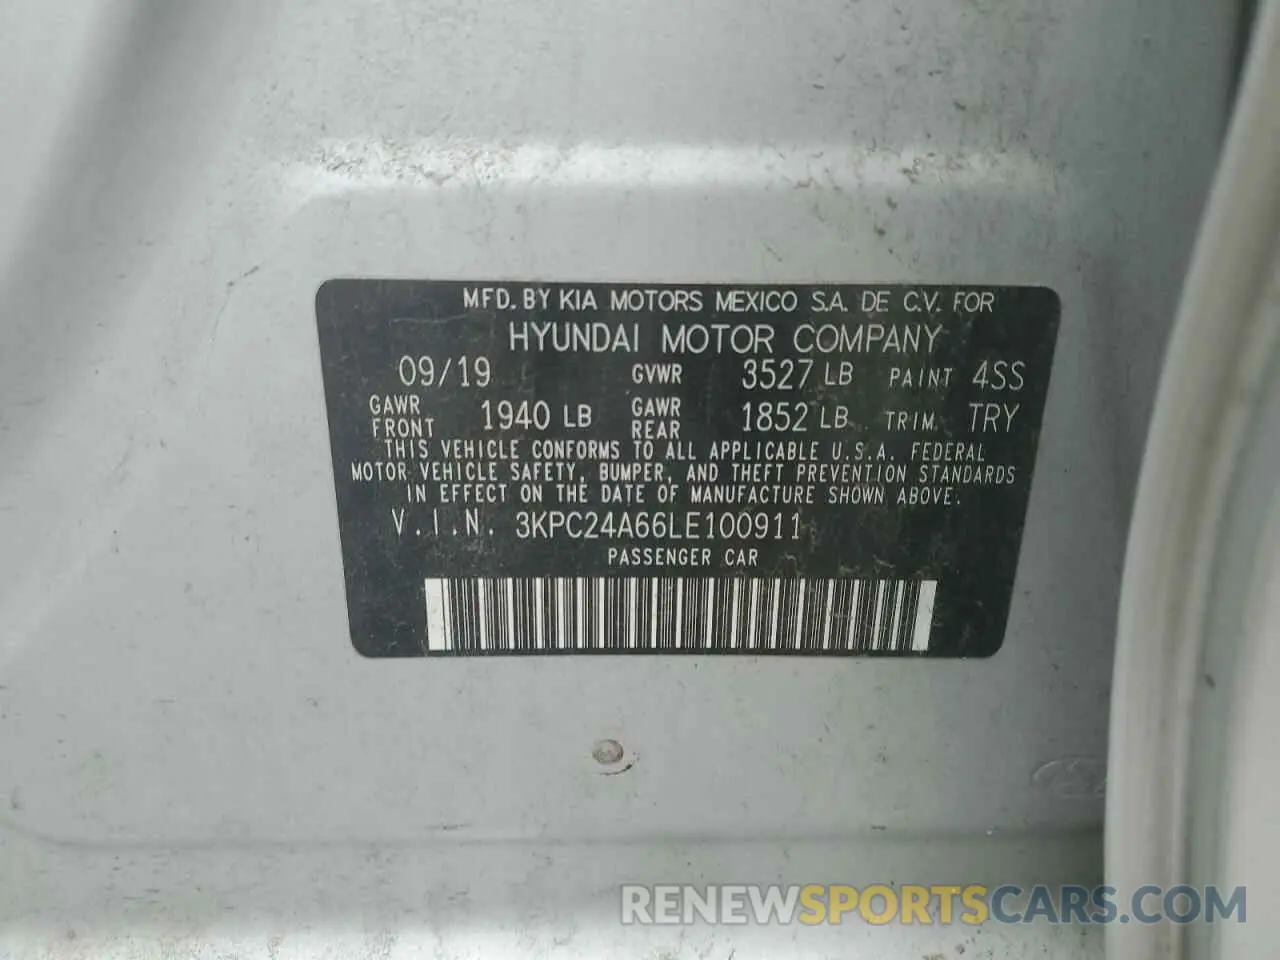 MFD. BY KIA MOTORS MEXICO S.A. DE C.V. FOR
HYUNDAI MOTOR COMPANY
09/19 GVWR 3527 LB PAINT 4SS
GAWR FRONT 1940 LB GAWR REAR 1852 LB TRIM TRY
THIS VEHICLE CONFORMS TO ALL APPLICABLE U.S.A. FEDERAL
MOTOR VEHICLE SAFETY, BUMPER, AND THEFT PREVENTION STANDARDS
IN EFFECT ON THE DATE OF MANUFACTURE SHOWN ABOVE.
V.I.N. 3KPC24A66LE100911
PASSENGER CAR
RENEWSPORTSCARS.COM